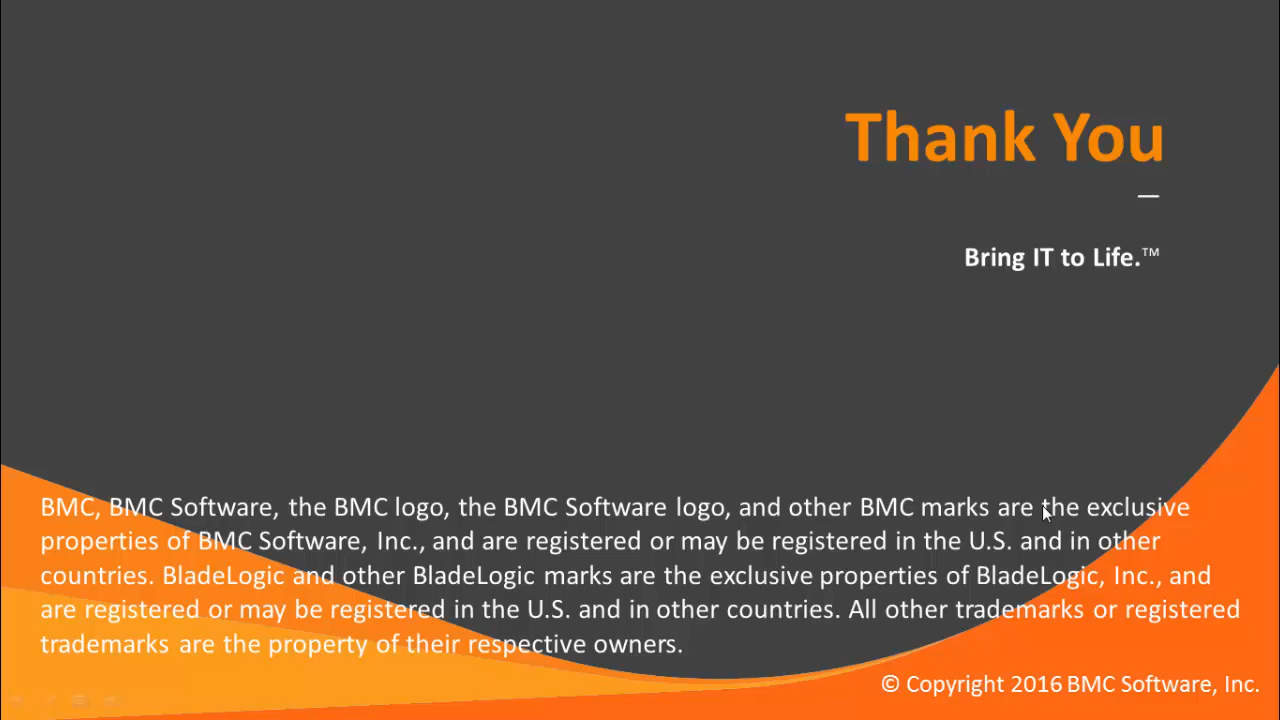 Thank You
Bring IT to Life.™
BMC, BMC Software, the BMC logo, the BMC Software logo, and other BMC marks are the exclusive
properties of BMC Software, Inc., and are registered or may be registered in the U.S. and in other
countries. BladeLogic and other BladeLogic marks are the exclusive properties of BladeLogic, Inc., and
are registered or may be registered in the U.S. and in other countries. All other trademarks or registered
trademarks are the property of their respective owners.
© Copyright 2016 BMC Software, Inc.